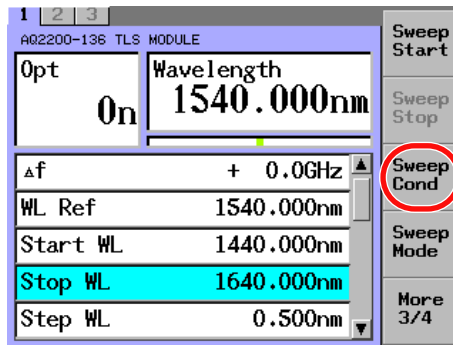 1 2 3
AQ2200-136 TLS MODULE
Opt
On
Wavelength
1540.000nm
△f + 0.0GHz
WL Ref 1540.000nm
Start WL 1440.000nm
Stop WL 1640.000nm
Step WL 0.500nm
Sweep
Start
Sweep
Stop
Sweep
Cond
Sweep
Mode
More
3/4